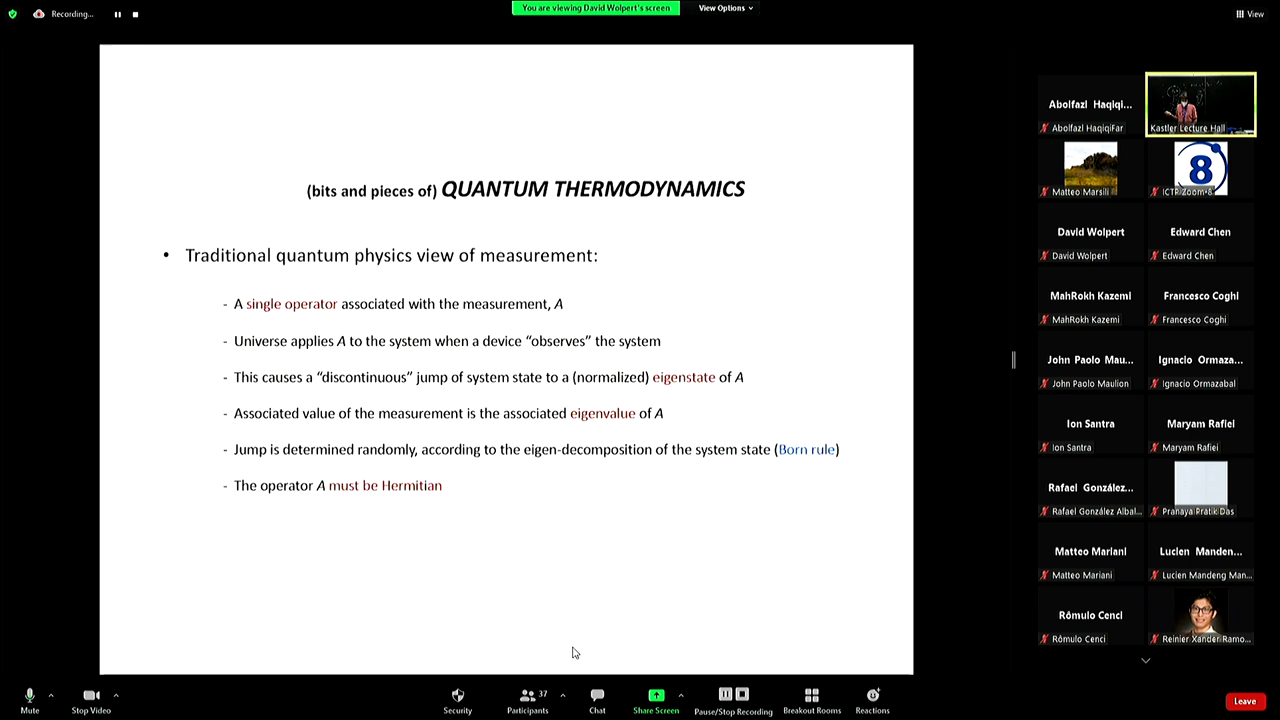 Recording...
You are viewing David Wolpert's screen
View Options
View
(bits and pieces of) QUANTUM THERMODYNAMICS
• Traditional quantum physics view of measurement:
- A single operator associated with the measurement, A
- Universe applies A to the system when a device “observes” the system
- This causes a “discontinuous” jump of system state to a (normalized) eigenstate of A
- Associated value of the measurement is the associated eigenvalue of A
- Jump is determined randomly, according to the eigen-decomposition of the system state (Born rule)
- The operator A must be Hermitian
Abolfazl Haqiqi...
Abolfazl HaqiqiFar
Kastler Lecture Hall
Matteo Marsili
8
ICTP Zoom-8
David Wolpert
David Wolpert
Edward Chen
Edward Chen
MahRokh Kazemi
MahRokh Kazemi
Francesco Coghi
Francesco Coghi
John Paolo Mau...
John Paolo Maulion
Ignacio Ormaza...
Ignacio Ormazabal
Ion Santra
Ion Santra
Maryam Rafiei
Maryam Rafiei
Rafael González...
Rafael González Albal...
Pranaya Pratik Das
Matteo Mariani
Matteo Mariani
Lucien Manden...
Lucien Mandeng Man...
Rômulo Cenci
Rômulo Cenci
Reinier Xander Ramo...
Mute
Stop Video
Security
Participants
37
Chat
Share Screen
Pause/Stop Recording
Breakout Rooms
Reactions
Leave